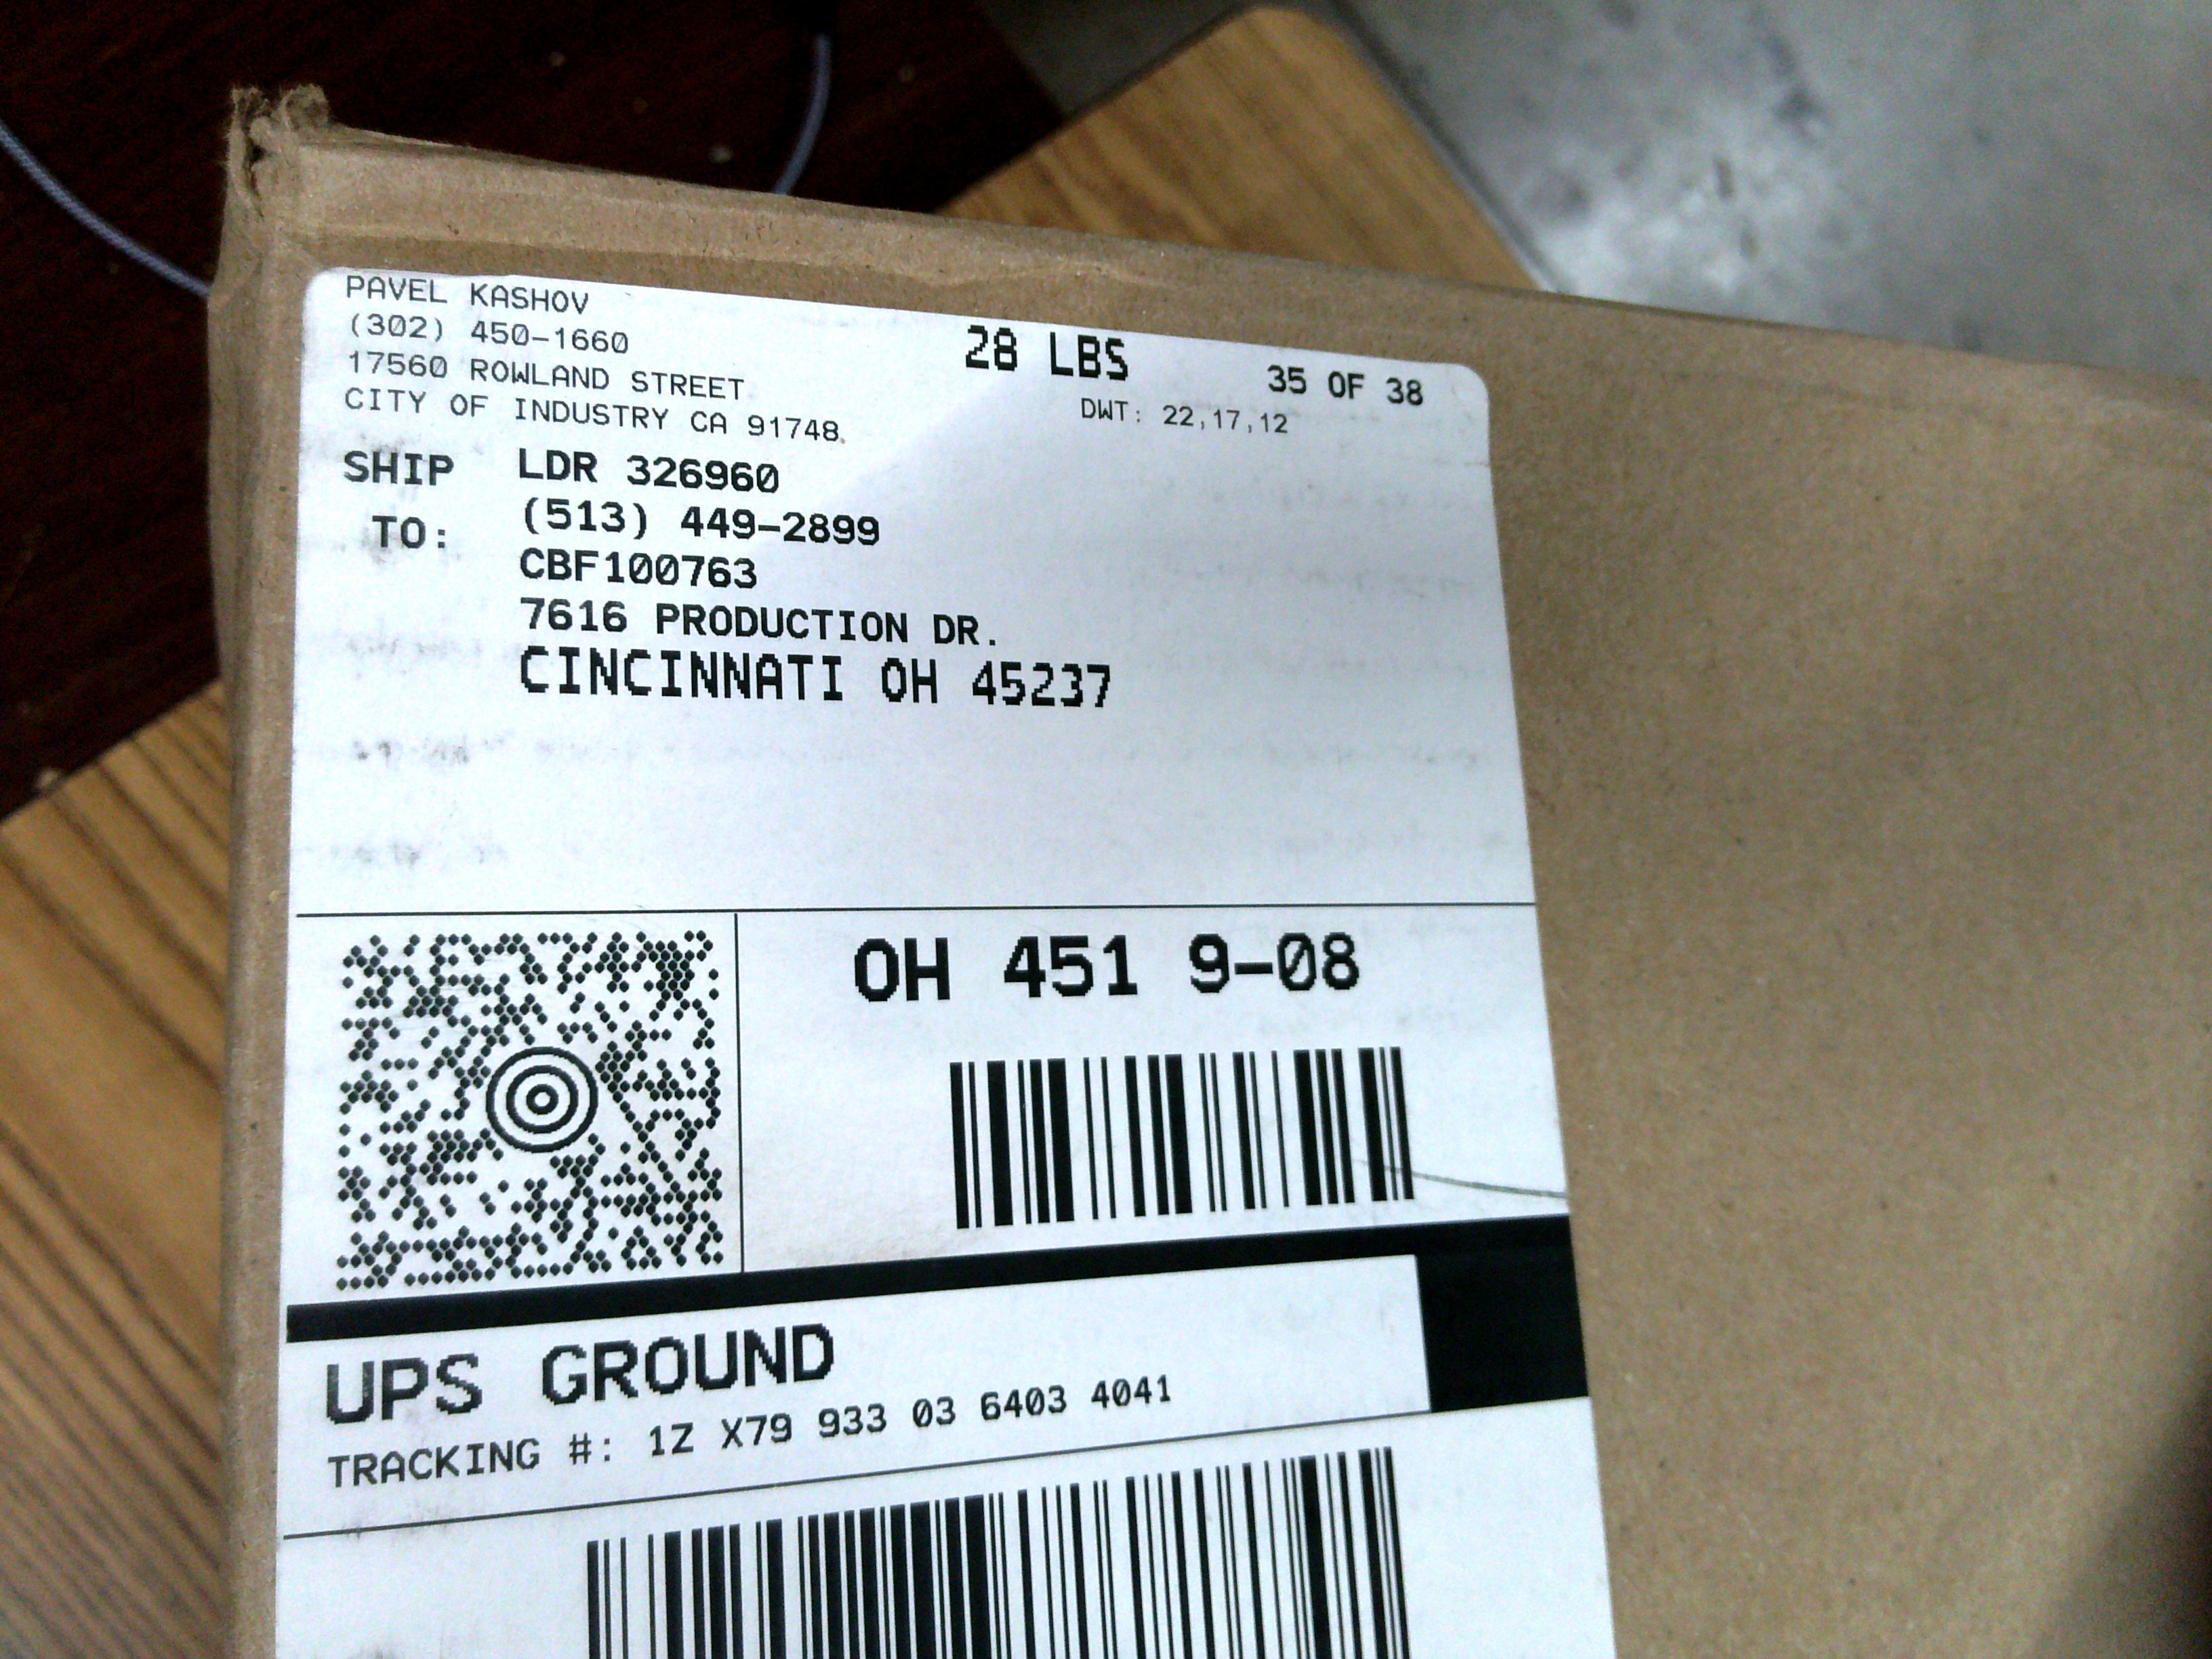 PAVEL KASHOV
(302) 450-1660
17560 ROWLAND STREET
CITY OF INDUSTRY CA 91748
28 LBS
35 OF 38
DWT: 22,17,12
SHIP TO:
LDR 326960
(513) 449-2899
CBF100763
7616 PRODUCTION DR.
CINCINNATI OH 45237
OH 451 9-08
UPS GROUND
TRACKING #: 1Z X79 933 03 6403 4041